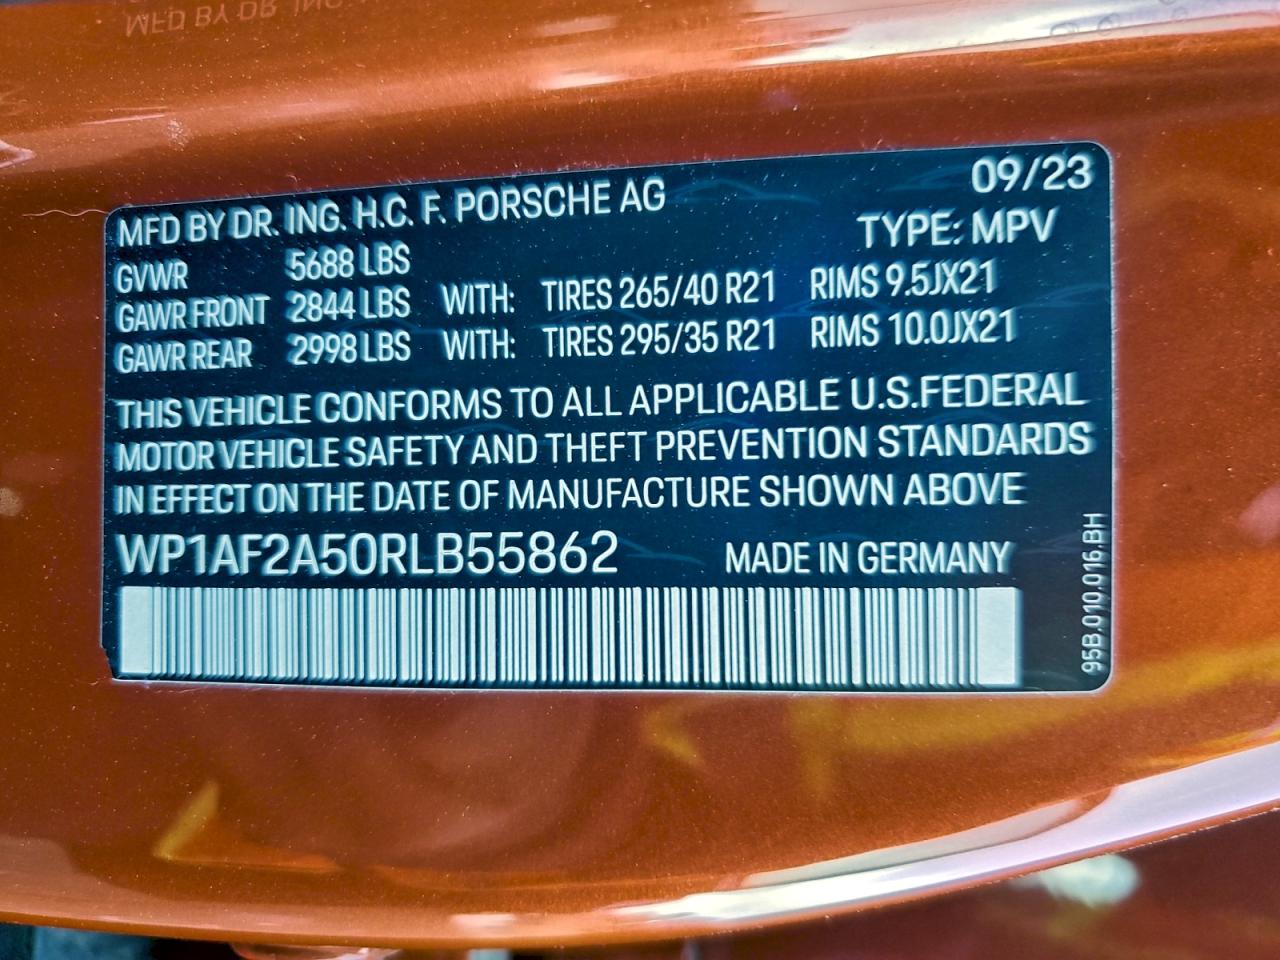 MFD BY DR. ING. H.C. F. PORSCHE AG 09/23
TYPE: MPV
GVWR 5688 LBS
GAWR FRONT 2844 LBS WITH: TIRES 265/40 R21 RIMS 9.5JX21
GAWR REAR 2998 LBS WITH: TIRES 295/35 R21 RIMS 10.0JX21
THIS VEHICLE CONFORMS TO ALL APPLICABLE U.S.FEDERAL
MOTOR VEHICLE SAFETY AND THEFT PREVENTION STANDARDS
IN EFFECT ON THE DATE OF MANUFACTURE SHOWN ABOVE
WP1AF2A50RLB55862 MADE IN GERMANY
95B.010.016.BH